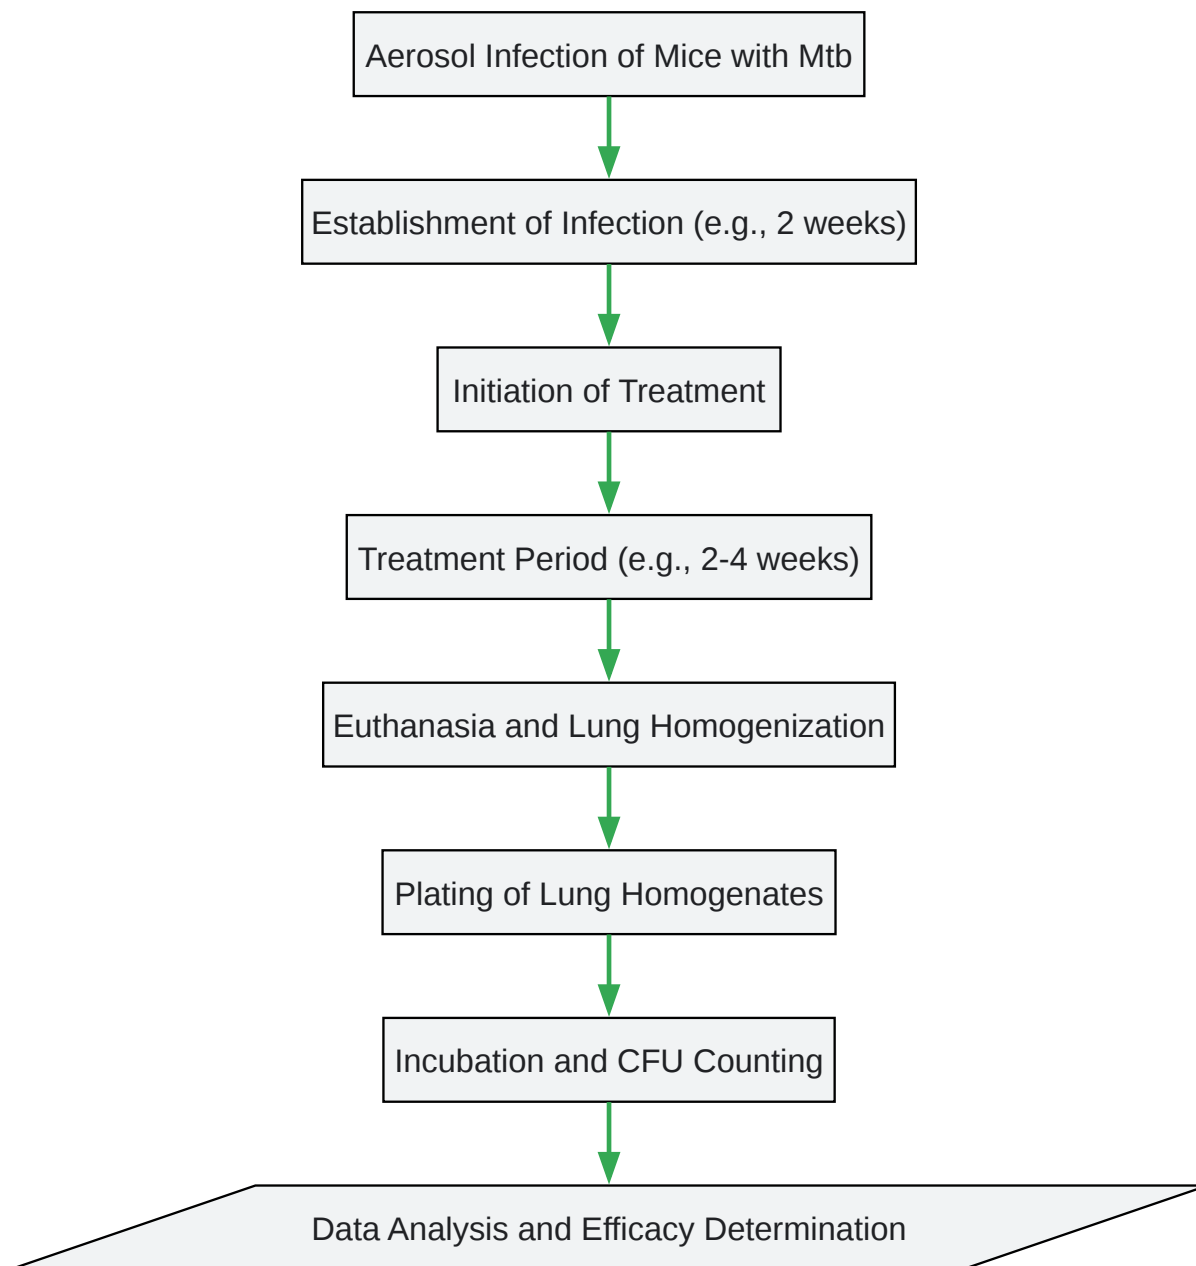 Aerosol Infection of Mice with Mtb
Establishment of Infection (e.g., 2 weeks)
Initiation of Treatment
Treatment Period (e.g., 2-4 weeks)
Euthanasia and Lung Homogenization
Plating of Lung Homogenates
Incubation and CFU Counting
Data Analysis and Efficacy Determination